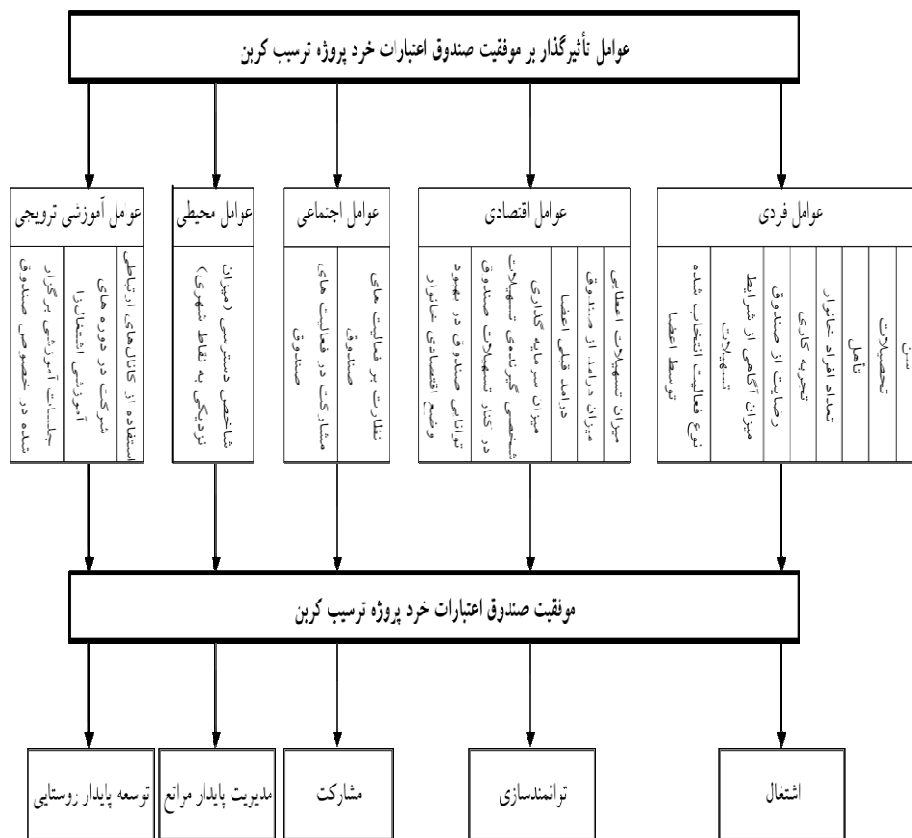 عوامل تأثیرگذار بر موفقیت صندوق اعتبارات خرد پروژه ترسیب کربن
عوامل فردی
سن
تحصیلات
تأهل
تعداد افراد خانوار
تجربه کاری
رضایت از صندوق
میزان آگاهی از شرایط
تسهیلات
نوع فعالیت انتخاب شده
توسط اعضا
عوامل اقتصادی
میزان تسهیلات اعطایی
میزان درامد از صندوق
درامد قبلی اعضا
میزان سرمایه گذاری
شخصی گیرنده‌ی تسهیلات
در کنار تسهیلات صندوق
توانایی صندوق در بهبود
وضع اقتصادی خانوار
عوامل اجتماعی
نظارت بر فعالیت های
صندوق
مشارکت در فعالیت های
صندوق
عوامل محیطی
شاخص دسترسی (میزان
نزدیکی به نقاط شهری)
عوامل آموزشی ترویجی
استفاده از کانال‌های ارتباطی
شرکت در دوره های
آموزشی اشتغال‌زا
جلسات آموزشی برگزار
شده در خصوص صندوق
موفقیت صندوق اعتبارات خرد پروژه ترسیب کربن
اشتغال
توانمندسازی
مشارکت
مدیریت پایدار مراتع
توسعه پایدار روستایی